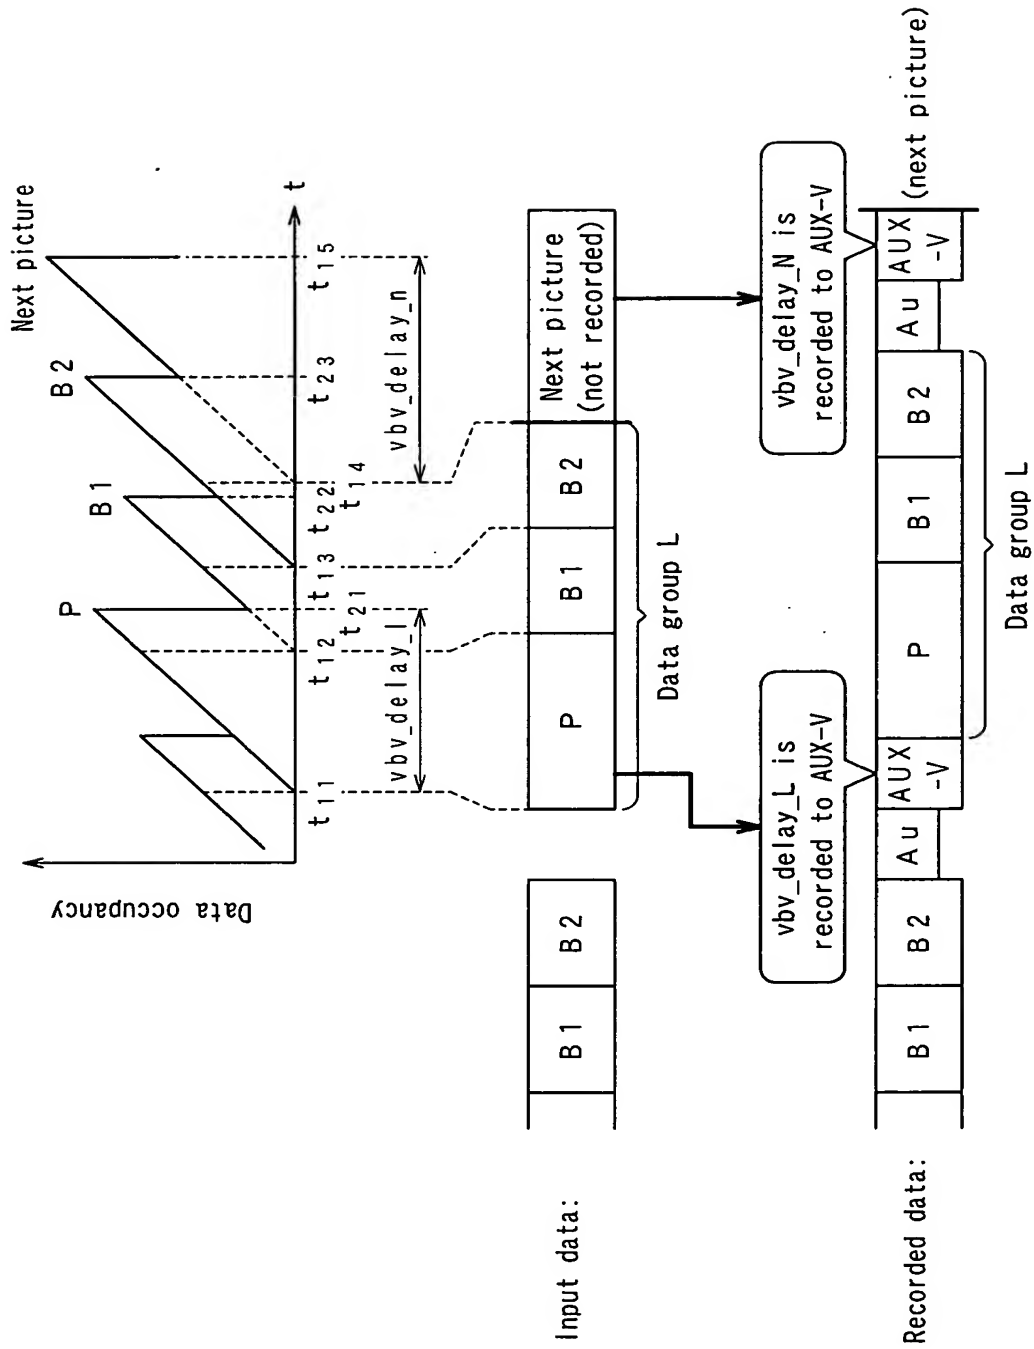 Data occupancy
Next picture
P
B1
B2
t
t11
t12
t21
t13
t22
t14
t23
t15
vbv_delay_l
vbv_delay_n
Input data:
B1
B2
P
B1
B2
Next picture
(not recorded)
Data group L
vbv_delay_L is
recorded to AUX-V
vbv_delay_N is
recorded to AUX-V
Recorded data:
B1
B2
Au
AUX
-V
P
B1
B2
Au
AUX
-V
(next picture)
Data group L